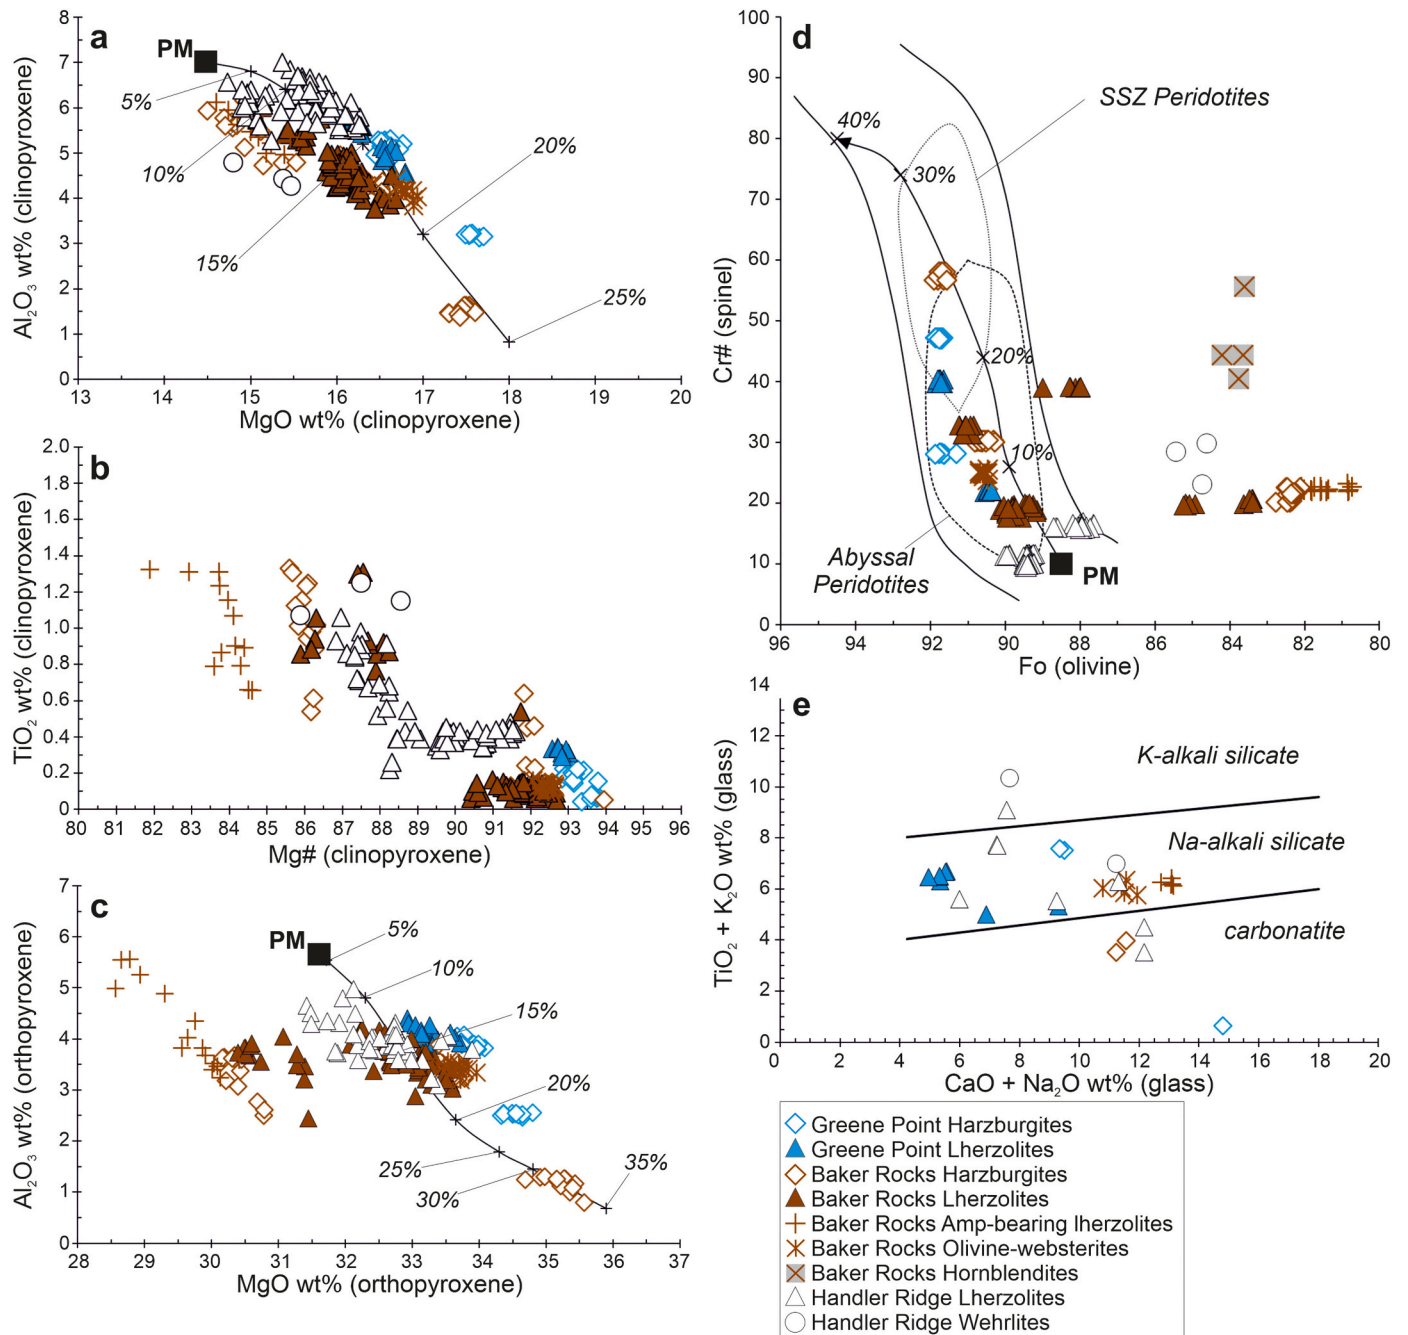 a
PM
5%
10%
15%
20%
25%
Al₂O₃ wt% (clinopyroxene)
8
7
6
5
4
3
2
1
0
13 14 15 16 17 18 19 20
MgO wt% (clinopyroxene)
b
TiO₂ wt% (clinopyroxene)
2.0
1.8
1.6
1.4
1.2
1.0
0.8
0.6
0.4
0.2
0
80 81 82 83 84 85 86 87 88 89 90 91 92 93 94 95 96
Mg# (clinopyroxene)
c
PM
5%
10%
15%
20%
25%
30%
35%
Al₂O₃ wt% (orthopyroxene)
7
6
5
4
3
2
1
0
28 29 30 31 32 33 34 35 36 37
MgO wt% (orthopyroxene)
d
SSZ Peridotites
40%
30%
20%
10%
Abyssal
Peridotites
PM
Cr# (spinel)
100
90
80
70
60
50
40
30
20
10
0
96 94 92 90 88 86 84 82 80
Fo (olivine)
e
K-alkali silicate
Na-alkali silicate
carbonatite
TiO₂ + K₂O wt% (glass)
14
12
10
8
6
4
2
0
0 2 4 6 8 10 12 14 16 18 20
CaO + Na₂O wt% (glass)
Greene Point Harzburgites
Greene Point Lherzolites
Baker Rocks Harzburgites
Baker Rocks Lherzolites
Baker Rocks Amp-bearing lherzolites
Baker Rocks Olivine-websterites
Baker Rocks Hornblendites
Handler Ridge Lherzolites
Handler Ridge Wehrlites